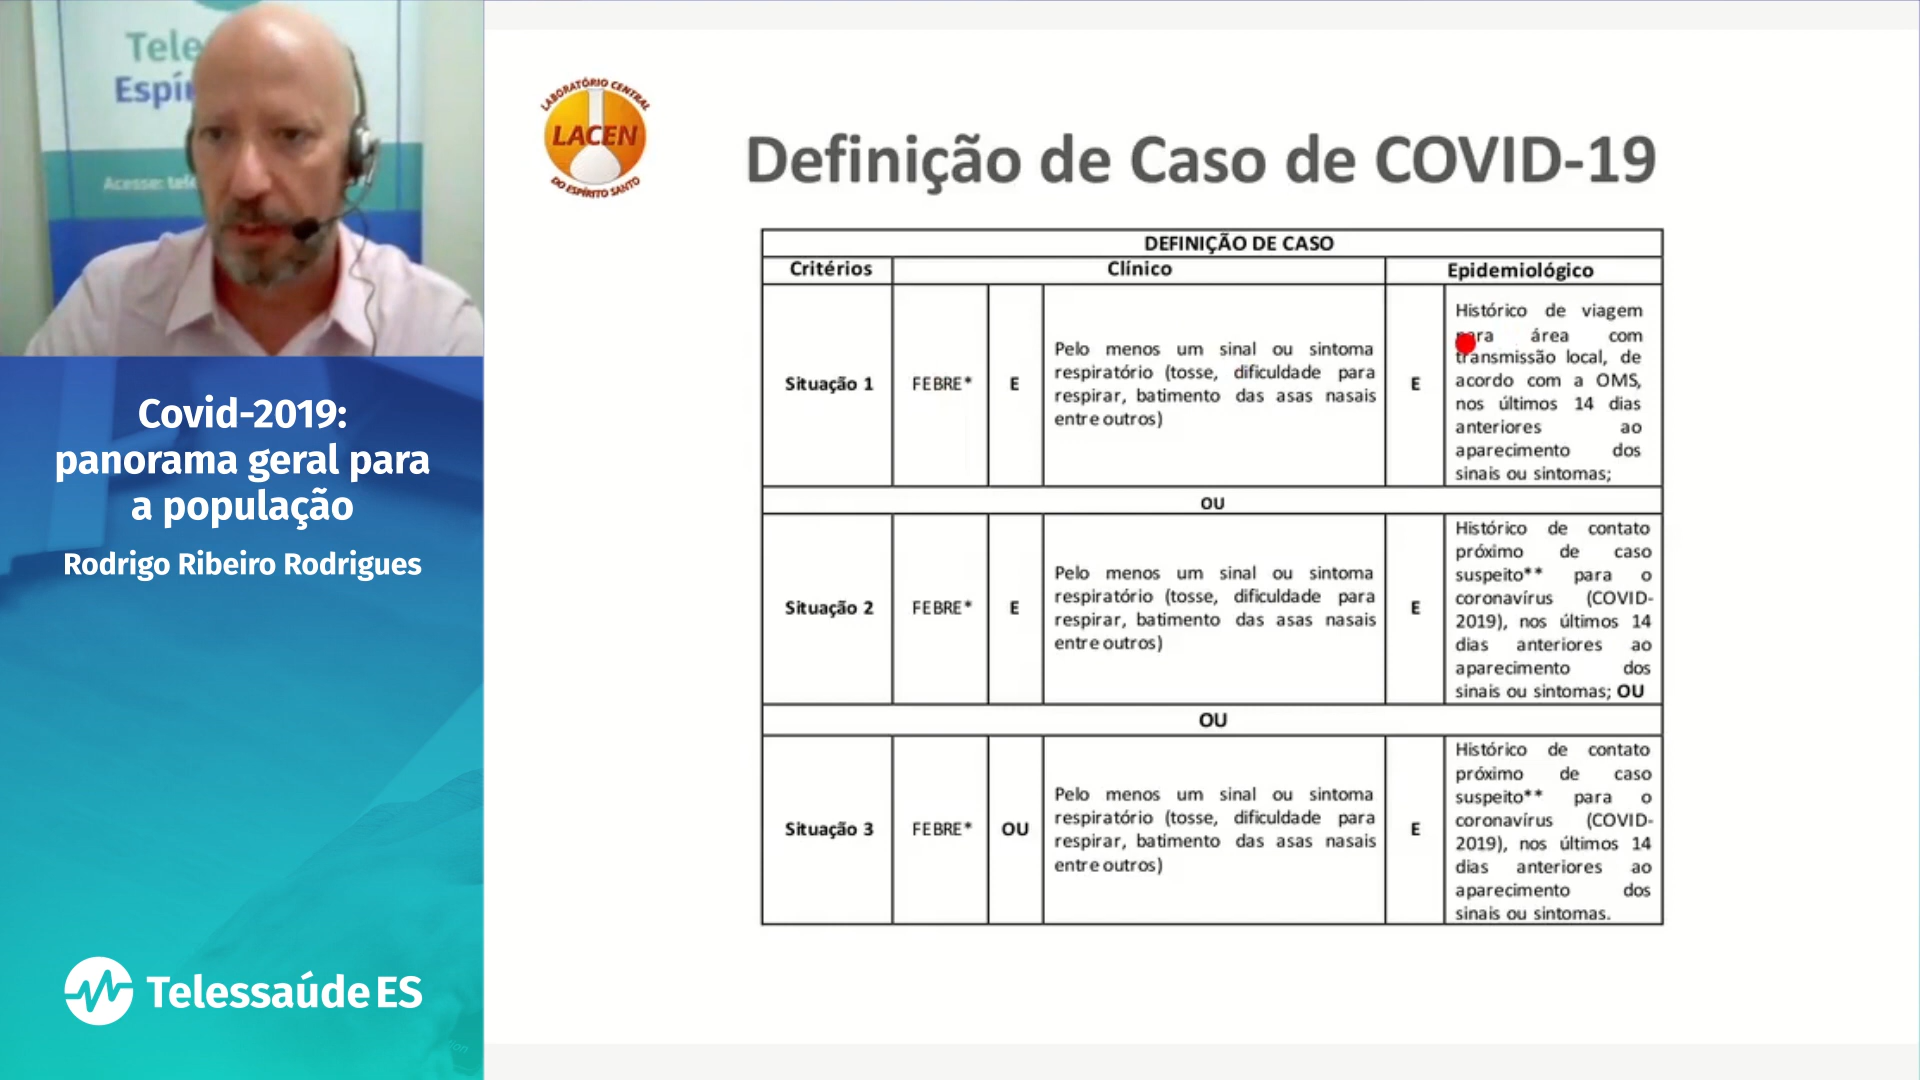 Tele
Espí
Acesse: tele
Covid-2019:
panorama geral para
a população
Rodrigo Ribeiro Rodrigues
Telessaúde ES
LABORATÓRIO CENTRAL
LACEN
DO ESPÍRITO SANTO
Definição de Caso de COVID-19
DEFINIÇÃO DE CASO
Critérios
Clínico
Epidemiológico
Situação 1
FEBRE*
E
Pelo menos um sinal ou sintoma
respiratório (tosse, dificuldade para
respirar, batimento das asas nasais
entre outros)
E
Histórico de viagem
para área com
transmissão local, de
acordo com a OMS,
nos últimos 14 dias
anteriores ao
aparecimento dos
sinais ou sintomas;
OU
Situação 2
FEBRE*
E
Pelo menos um sinal ou sintoma
respiratório (tosse, dificuldade para
respirar, batimento das asas nasais
entre outros)
E
Histórico de contato
próximo de caso
suspeito** para o
coronavírus (COVID-
2019), nos últimos 14
dias anteriores ao
aparecimento dos
sinais ou sintomas; OU
OU
Situação 3
FEBRE*
OU
Pelo menos um sinal ou sintoma
respiratório (tosse, dificuldade para
respirar, batimento das asas nasais
entre outros)
E
Histórico de contato
próximo de caso
suspeito** para o
coronavírus (COVID-
2019), nos últimos 14
dias anteriores ao
aparecimento dos
sinais ou sintomas.